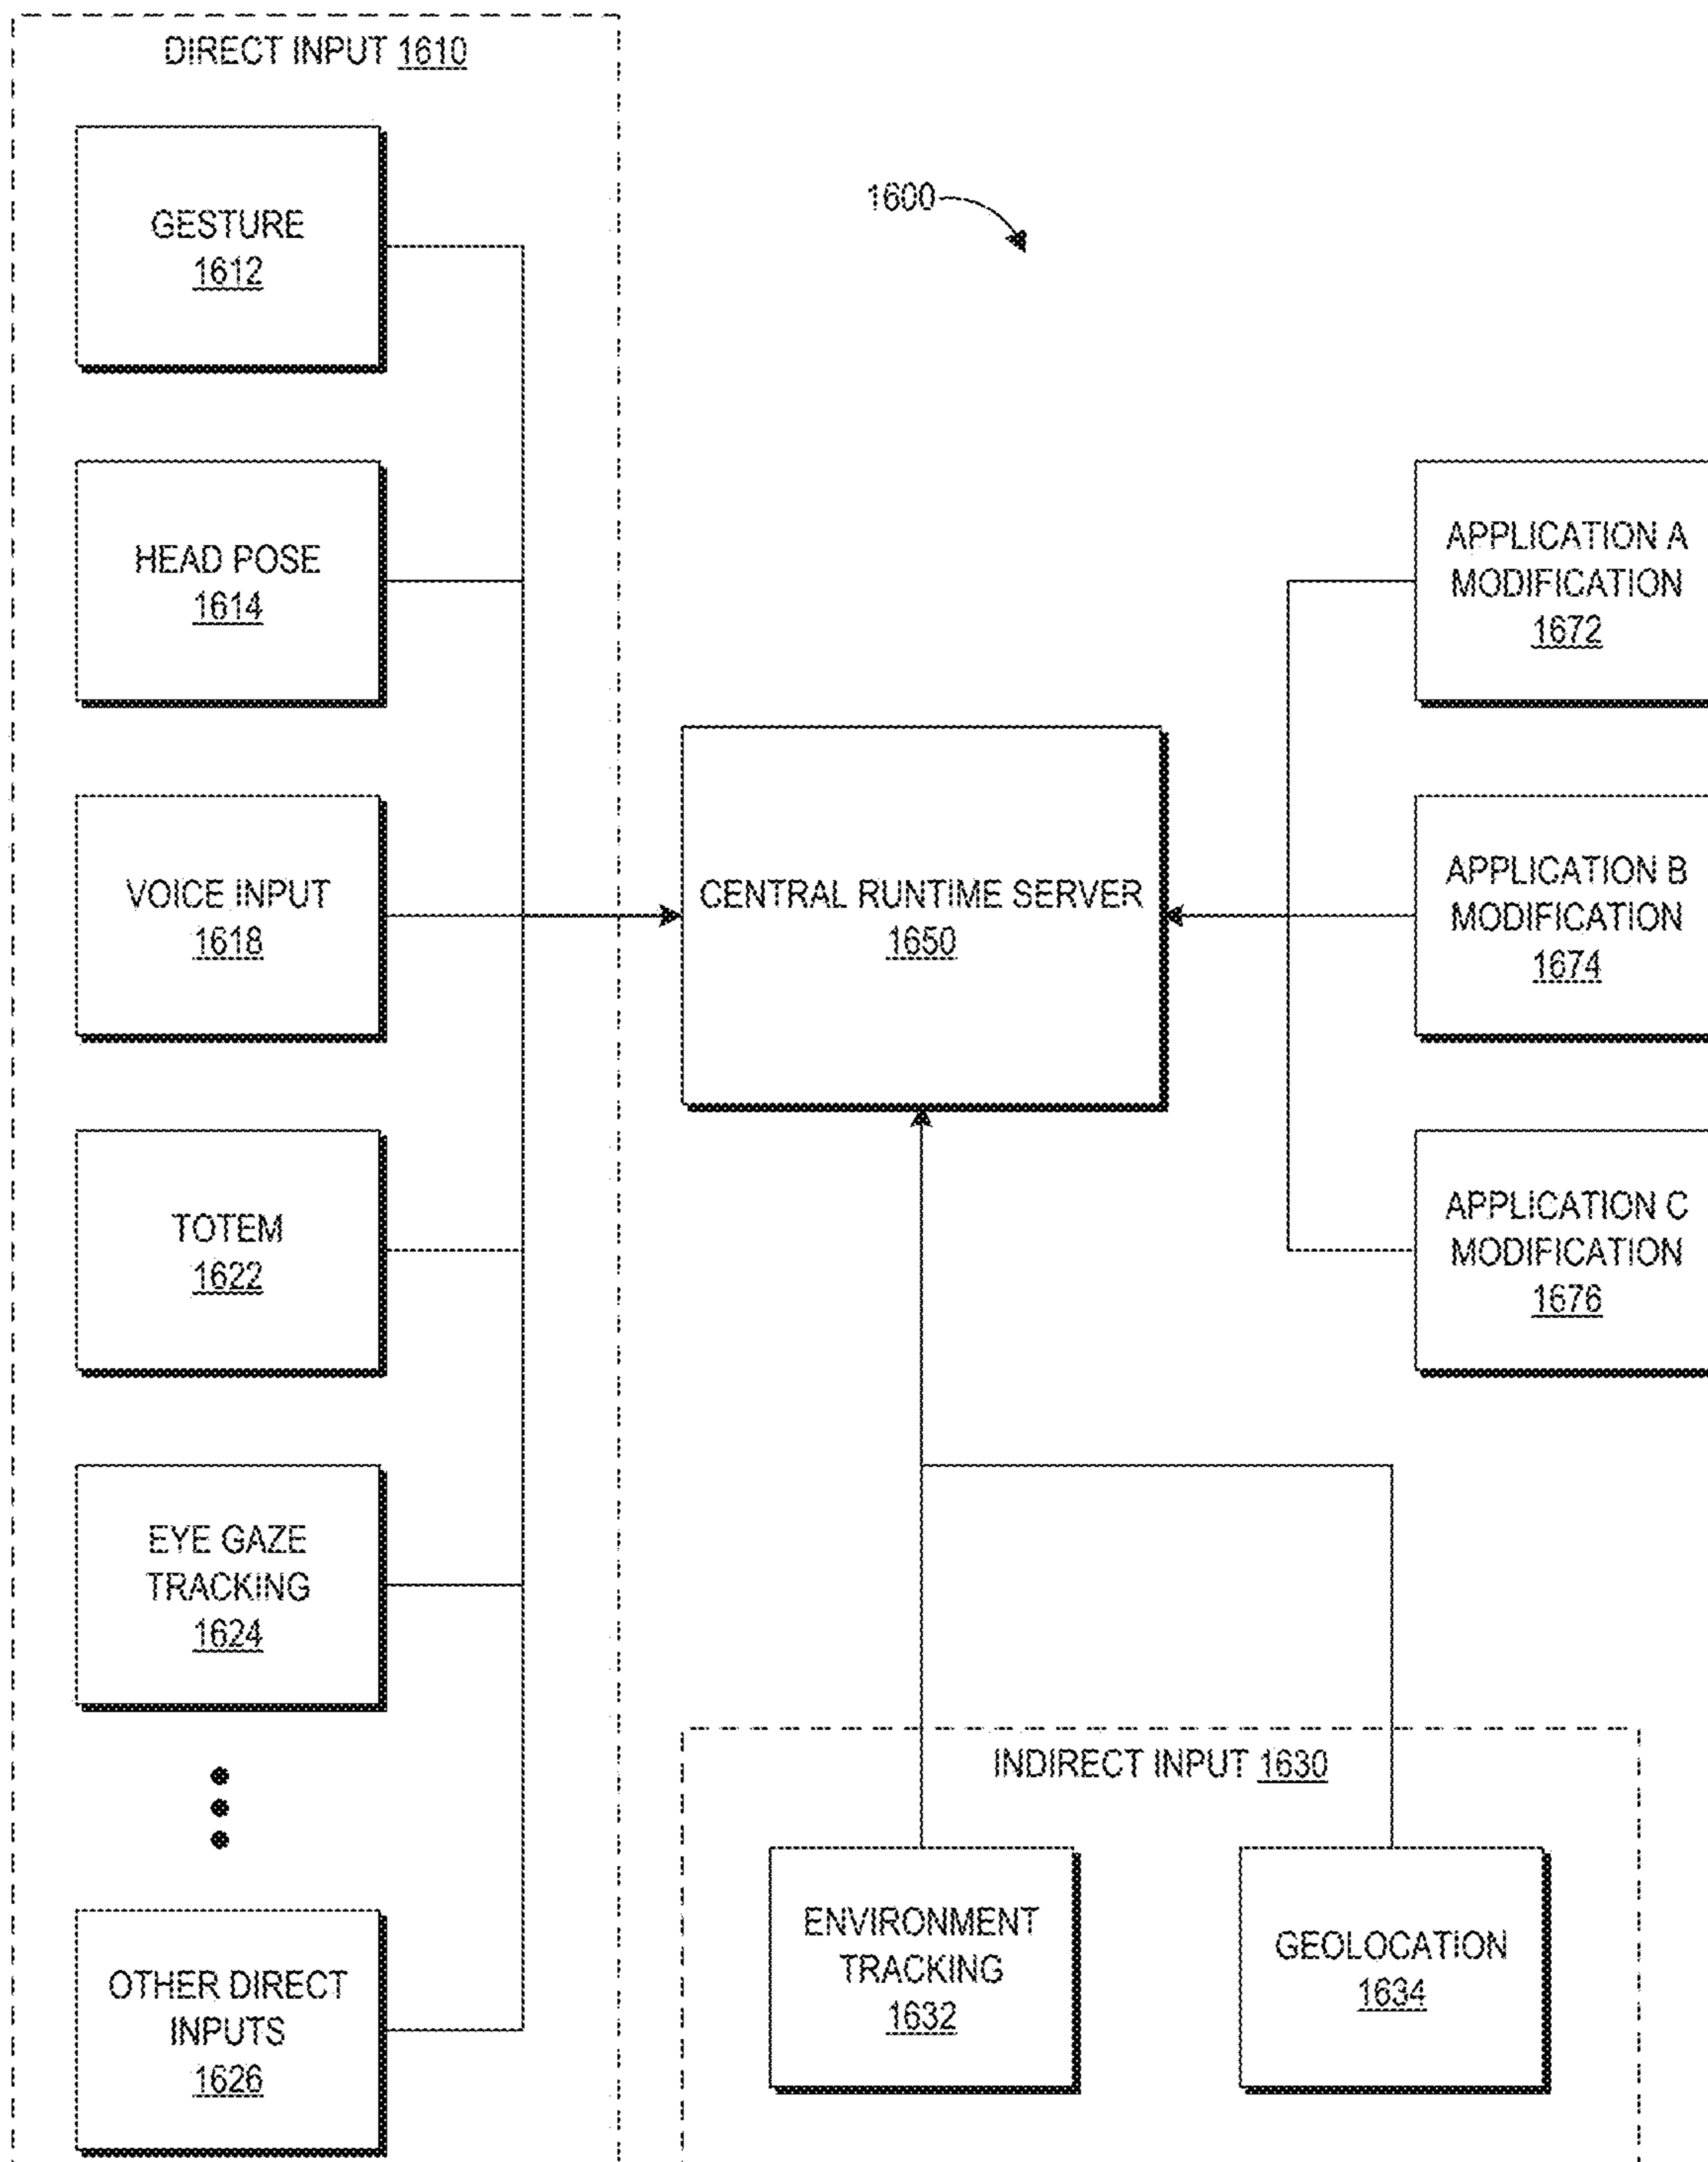 DIRECT INPUT 1610
GESTURE
1612
HEAD POSE
1614
VOICE INPUT
1618
TOTEM
1622
EYE GAZE
TRACKING
1624
OTHER DIRECT
INPUTS
1626
1600
CENTRAL RUNTIME SERVER
1650
APPLICATION A
MODIFICATION
1672
APPLICATION B
MODIFICATION
1674
APPLICATION C
MODIFICATION
1676
INDIRECT INPUT 1630
ENVIRONMENT
TRACKING
1632
GEOLOCATION
1634